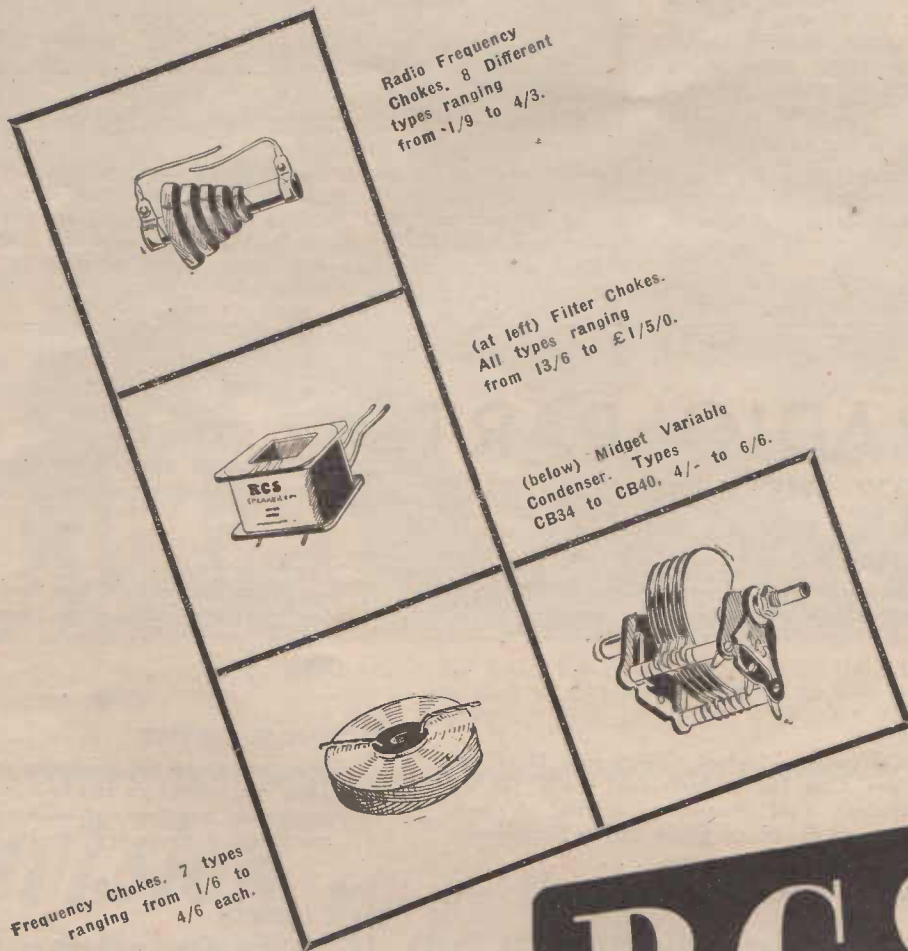 Radio Frequency
Chokes. 8 Different
types ranging
from 1/9 to 4/3.
(at left) Filter Chokes.
All types ranging
from 13/6 to £1/5/0.
(below) Midget Variable
Condenser. Types
CB34 to CB40, 4/- to 6/6.
RCS
Frequency Chokes. 7 types
ranging from 1/6 to
4/6 each.
RCS